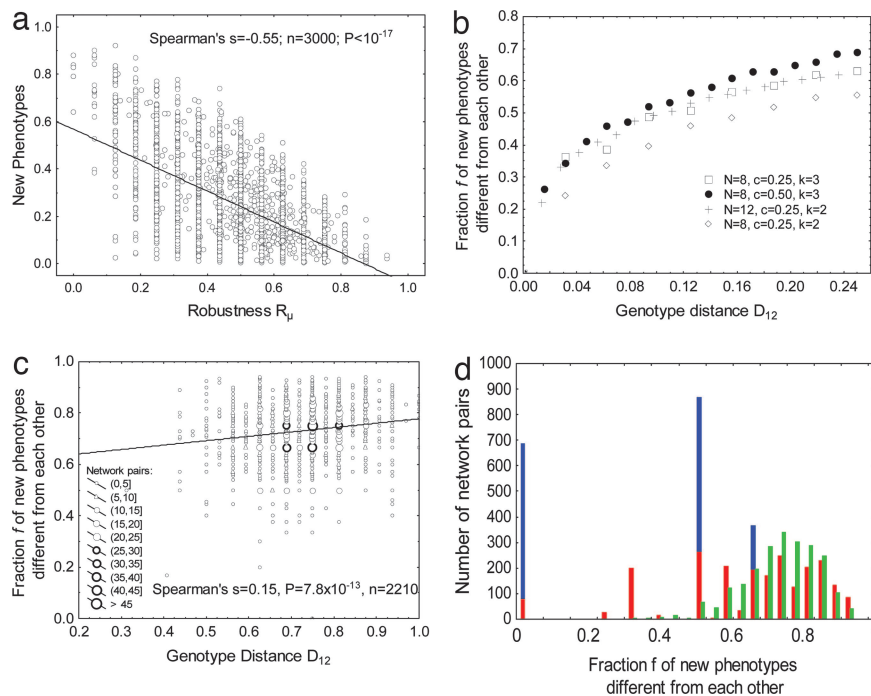 a
Spearman's s=-0.55; n=3000; P<10⁻¹⁷
New Phenotypes
1.0
0.8
0.6
0.4
0.2
0.0
0.0 0.2 0.4 0.6 0.8 1.0
Robustness Rμ
b
Fraction f of new phenotypes
different from each other
0.8
0.7
0.6
0.5
0.4
0.3
0.2
0.1
0.0
N=8, c=0.25, k=3
N=8, c=0.50, k=3
N=12, c=0.25, k=2
N=8, c=0.25, k=2
0.00 0.04 0.08 0.12 0.16 0.20 0.24
Genotype distance D₁₂
c
Fraction f of new phenotypes
different from each other
1.0
0.9
0.8
0.7
0.6
0.5
0.4
0.3
0.2
Network pairs:
(0,5]
(5,10]
(10,15]
(15,20]
(20,25]
(25,30]
(30,35]
(35,40]
(40,45]
> 45
Spearman's s=0.15, P=7.8x10⁻¹³, n=2210
0.2 0.3 0.4 0.5 0.6 0.7 0.8 0.9 1.0
Genotype Distance D₁₂
d
Number of network pairs
1000
900
800
700
600
500
400
300
200
100
0
0 0.2 0.4 0.6 0.8
Fraction f of new phenotypes
different from each other